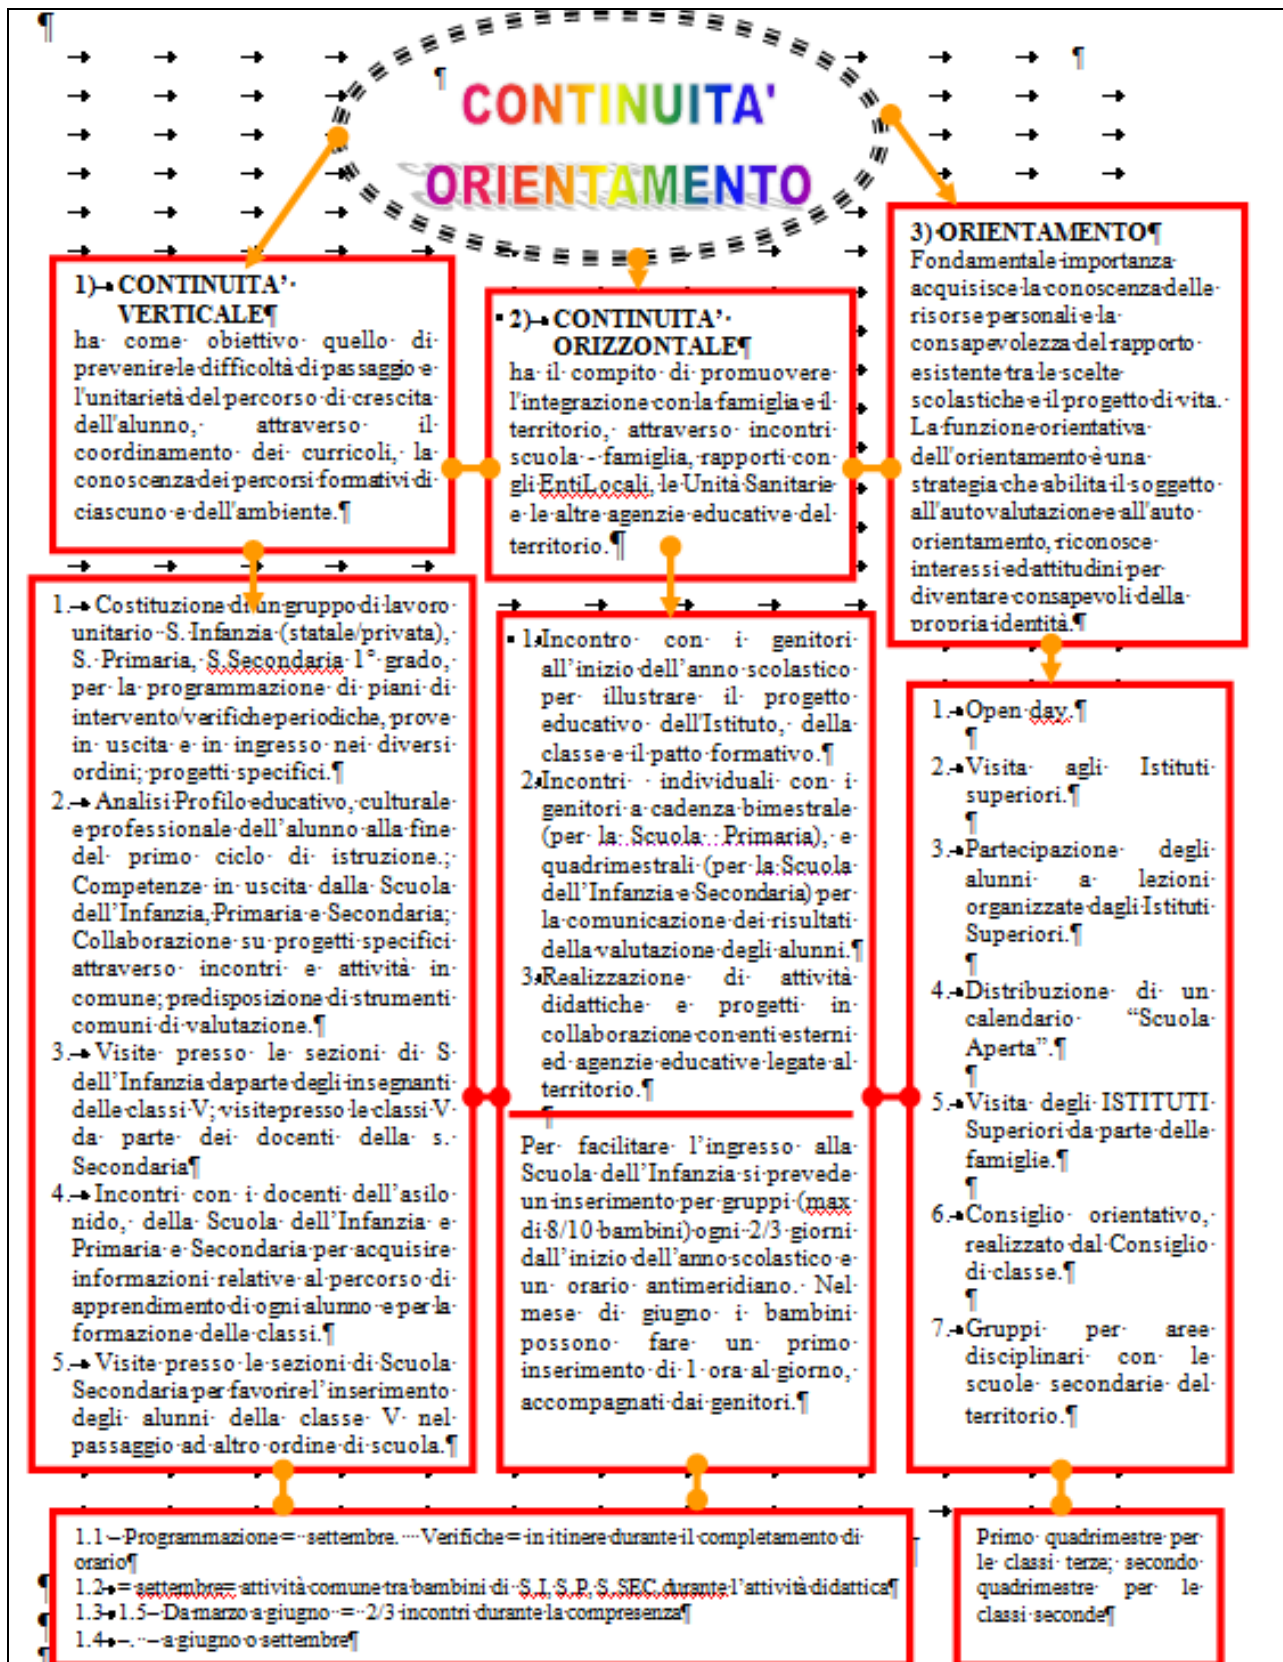 CONTINUITA'
ORIENTAMENTO
1) CONTINUITA'
VERTICALE
ha come obiettivo quello di
prevenire le difficoltà di passaggio e
l'unitarietà del percorso di crescita
dell'alunno, attraverso il
coordinamento dei curricoli, la
conoscenza dei percorsi formativi di
ciascuno e dell'ambiente.
2) CONTINUITA'
ORIZZONTALE
ha il compito di promuovere
l'integrazione con la famiglia e il
territorio, attraverso incontri
scuola - famiglia, rapporti con
gli EntiLocali, le Unità Sanitarie
e le altre agenzie educative del
territorio.
3) ORIENTAMENTO
Fondamentale importanza
acquisisce la conoscenza delle
risorse personali e la
consapevolezza del rapporto
esistente tra le scelte
scolastiche e il progetto di vita.
La funzione orientativa
dell'orientamento è una
strategia che abilita il soggetto
all'autovalutazione e all'auto
orientamento, riconosce
interessi ed attitudini per
diventare consapevoli della
propria identità.
1. Costituzione di un gruppo di lavoro
unitario S. Infanzia (statale/privata),
S. Primaria, S.Secondaria 1° grado,
per la programmazione di piani di
intervento/verifiche periodiche, prove
in uscita e in ingresso nei diversi
ordini; progetti specifici.
2. Analisi Profilo educativo, culturale
e professionale dell'alunno alla fine
del primo ciclo di istruzione.;
Competenze in uscita dalla Scuola
dell'Infanzia, Primaria e Secondaria;
Collaborazione su progetti specifici
attraverso incontri e attività in
comune; predisposizione di strumenti
comuni di valutazione.
3. Visite presso le sezioni di S
dell'Infanzia da parte degli insegnanti
delle classi V; visite presso le classi V
da parte dei docenti della s.
Secondaria
4. Incontri con i docenti dell'asilo
nido, della Scuola dell'Infanzia e
Primaria e Secondaria per acquisire
informazioni relative al percorso di
apprendimento di ogni alunno e per la
formazione delle classi.
5. Visite presso le sezioni di Scuola
Secondaria per favorire l'inserimento
degli alunni della classe V nel
passaggio ad altro ordine di scuola.
1. Incontro con i genitori
all'inizio dell'anno scolastico
per illustrare il progetto
educativo dell'Istituto, della
classe e il patto formativo.
2. Incontri individuali con i
genitori a cadenza bimestrale
(per la Scuola Primaria), e
quadrimestrali (per la Scuola
dell'Infanzia e Secondaria) per
la comunicazione dei risultati
della valutazione degli alunni.
3. Realizzazione di attività
didattiche e progetti in
collaborazione con enti esterni
ed agenzie educative legate al
territorio.
Per facilitare l'ingresso alla
Scuola dell'Infanzia si prevede
un inserimento per gruppi (max
di 8/10 bambini) ogni 2/3 giorni
dall'inizio dell'anno scolastico e
un orario antimeridiano. Nel
mese di giugno i bambini
possono fare un primo
inserimento di 1 ora al giorno,
accompagnati dai genitori.
1. Open day.
2. Visita agli Istituti
superiori.
3. Partecipazione degli
alunni a lezioni
organizzate dagli Istituti
Superiori.
4. Distribuzione di un
calendario “Scuola
Aperta”.
5. Visita degli ISTITUTI
Superiori da parte delle
famiglie.
6. Consiglio orientativo,
realizzato dal Consiglio
di classe.
7. Gruppi per aree
disciplinari con le
scuole secondarie del
territorio.
1.1 – Programmazione = settembre. Verifiche = in itinere durante il completamento di
orario
1.2 = settembre= attività comune tra bambini di S.I, S.P, S.SEC.durante l'attività didattica
1.3 1.5– Da marzo a giugno = 2/3 incontri durante la compresenza
1.4 –. – a giugno o settembre
Primo quadrimestre per
le classi terze; secondo
quadrimestre per le
classi seconde